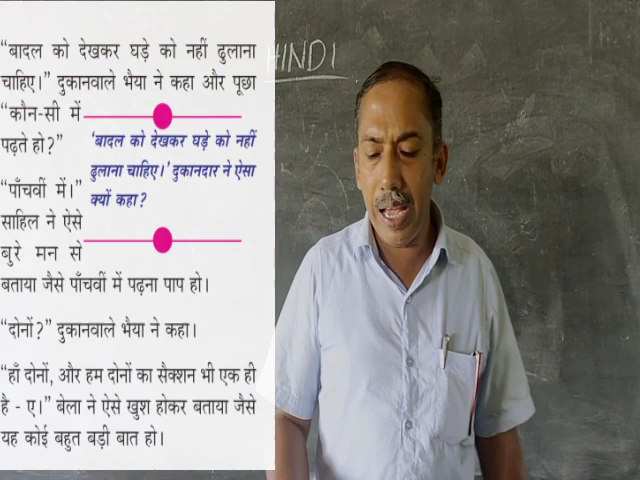 “बादल को देखकर घड़े को नहीं ढुलाना
चाहिए।” दुकानवाले भैया ने कहा और पूछा
“कौन-सी में
पढ़ते हो?”
‘बादल को देखकर घड़े को नहीं
ढुलाना चाहिए।’ दुकानदार ने ऐसा
क्यों कहा?
“पाँचवीं में।”
साहिल ने ऐसे
बुरे मन से
बताया जैसे पाँचवीं में पढ़ना पाप हो।
“दोनों?” दुकानवाले भैया ने कहा।
“हाँ दोनों, और हम दोनों का सैक्शन भी एक ही
है - ए।” बेला ने ऐसे खुश होकर बताया जैसे
यह कोई बहुत बड़ी बात हो।
HINDI